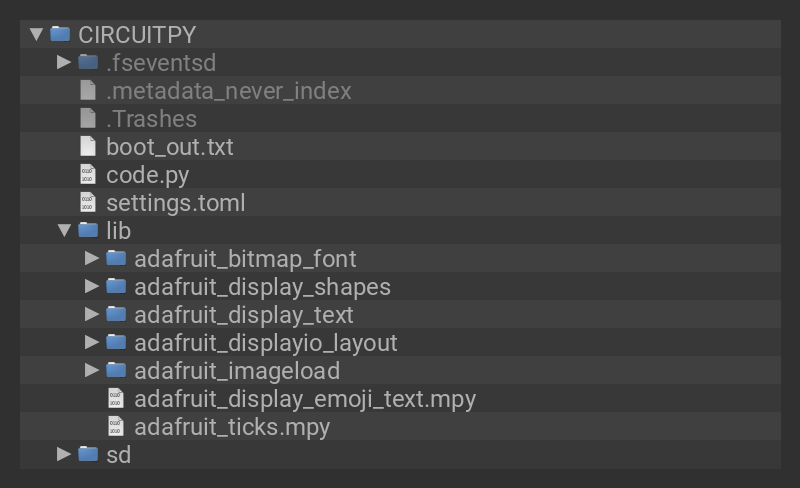 CIRCUITPY
.fseventsd
.metadata_never_index
.Trashes
boot_out.txt
code.py
settings.toml
lib
adafruit_bitmap_font
adafruit_display_shapes
adafruit_display_text
adafruit_displayio_layout
adafruit_imageload
adafruit_display_emoji_text.mpy
adafruit_ticks.mpy
sd